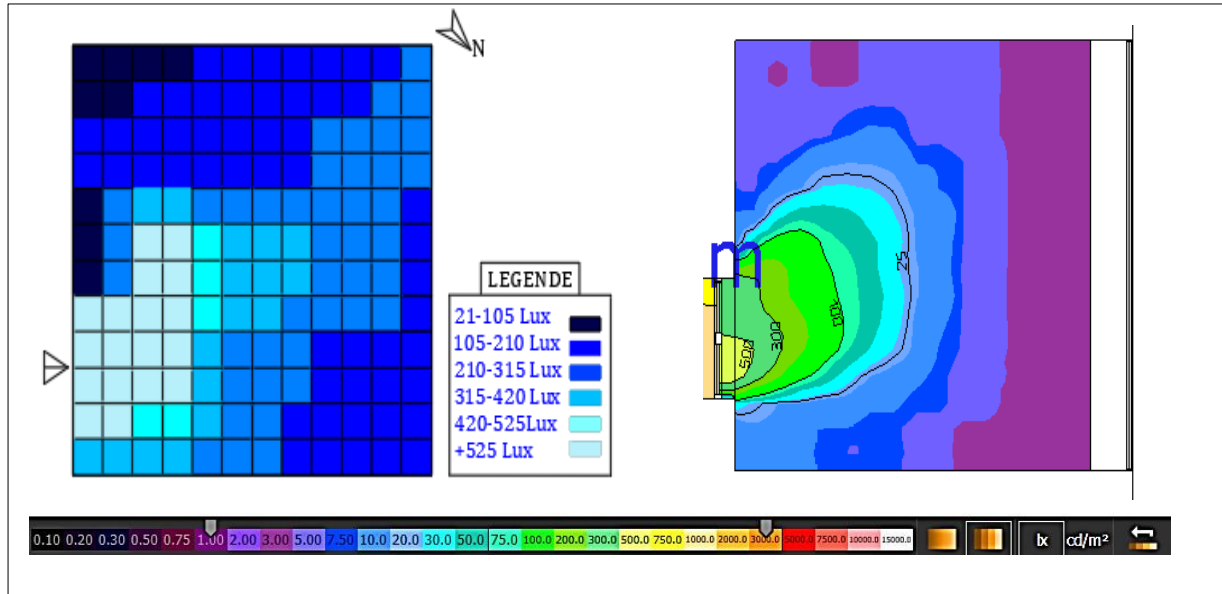 N
LEGENDE
21-105 Lux
105-210 Lux
210-315 Lux
315-420 Lux
420-525Lux
+525 Lux
m
25
100
300
500
0.10 0.20 0.30 0.50 0.75 1.00 2.00 3.00 5.00 7.50 10.0 20.0 30.0 50.0 75.0 100.0 200.0 300.0 500.0 750.0 1000.0 2000.0 3000.0 5000.0 7500.0 10000.0 15000.0 lx cd/m²